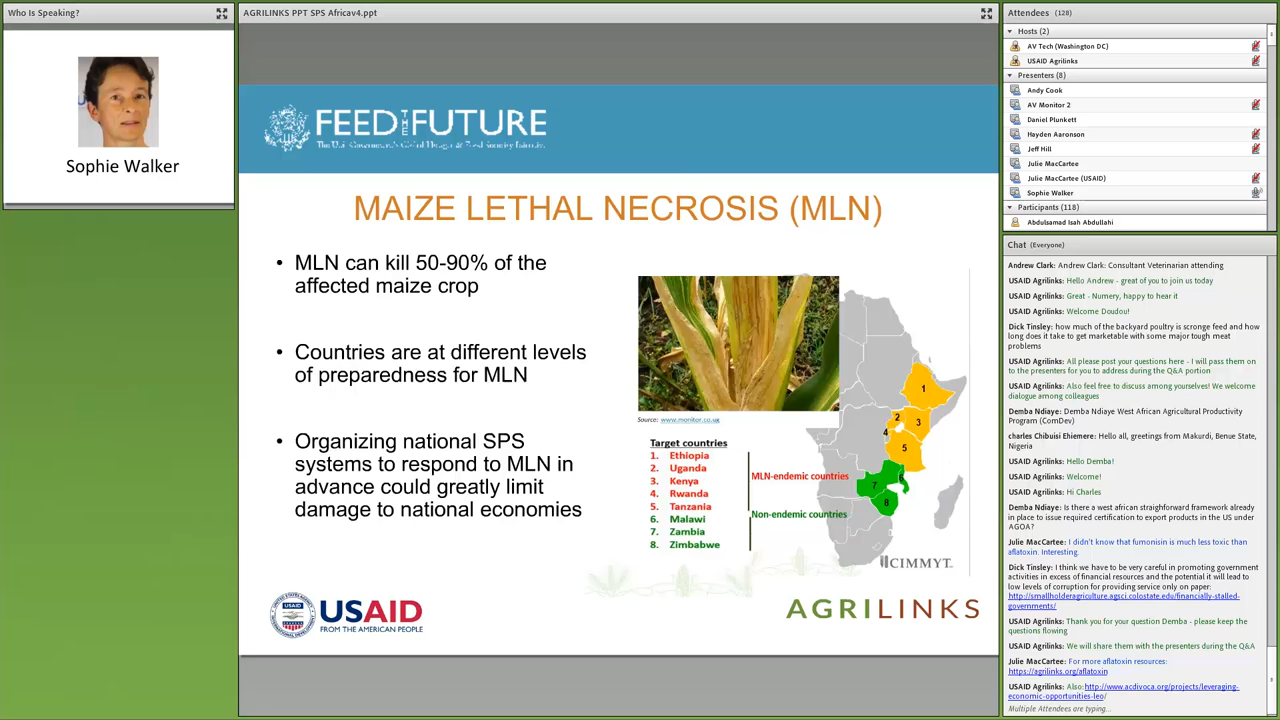 Who Is Speaking?
Sophie Walker
AGRILINKS PPT SPS Africav4.ppt
FEED THE FUTURE
The U.S. Government's Global Hunger & Food Security Initiative
MAIZE LETHAL NECROSIS (MLN)
• MLN can kill 50-90% of the
affected maize crop
• Countries are at different levels
of preparedness for MLN
• Organizing national SPS
systems to respond to MLN in
advance could greatly limit
damage to national economies
Source: www.monitor.co.ug
Target countries
1. Ethiopia
2. Uganda
3. Kenya
4. Rwanda
5. Tanzania
6. Malawi
7. Zambia
8. Zimbabwe
MLN-endemic countries
Non-endemic countries
1
2
3
4
5
6
7
8
CIMMYT
USAID
USAID
FROM THE AMERICAN PEOPLE
AGRILINKS
Attendees (128)
Hosts (2)
AV Tech (Washington DC)
USAID Agrilinks
Presenters (8)
Andy Cook
AV Monitor 2
Daniel Plunkett
Hayden Aaronson
Jeff Hill
Julie MacCartee
Julie MacCartee (USAID)
Sophie Walker
Participants (118)
Abdulsamad Isah Abdullahi
Chat (Everyone)
Andrew Clark: Andrew Clark: Consultant Veterinarian attending
USAID Agrilinks: Hello Andrew - great of you to join us today
USAID Agrilinks: Great - Numery, happy to hear it
USAID Agrilinks: Welcome Doudou!
Dick Tinsley: how much of the backyard poultry is scronge feed and how
long does it take to get marketable with some major tough meat
problems
USAID Agrilinks: All please post your questions here - I will pass them on
to the presenters for you to address during the Q&A portion
USAID Agrilinks: Also feel free to discuss among yourselves! We welcome
dialogue among colleagues
Demba Ndiaye: Demba Ndiaye West African Agricultural Productivity
Program (ComDev)
charles Chibuisi Ehiemere: Hello all, greetings from Makurdi, Benue State,
Nigeria
USAID Agrilinks: Hello Demba!
USAID Agrilinks: Welcome!
USAID Agrilinks: Hi Charles
Demba Ndiaye: Is there a west african straightforward framework already
in place to issue required certification to export products in the US under
AGOA?
Julie MacCartee: I didn't know that fumonisin is much less toxic than
aflatoxin. Interesting.
Dick Tinsley: I think we have to be very careful in promoting government
activities in excess of financial resources and the potential it will lead to
low levels of corruption for providing service only on paper:
http://smallholderagriculture.agsci.colostate.edu/financially-stalled-
governments/
USAID Agrilinks: Thank you for your question Demba - please keep the
questions flowing
USAID Agrilinks: We will share them with the presenters during the Q&A
Julie MacCartee: For more aflatoxin resources:
https://agrilinks.org/aflatoxin
USAID Agrilinks: Also:http://www.acdivoca.org/projects/leveraging-
economic-opportunities-leo/
Multiple Attendees are typing...